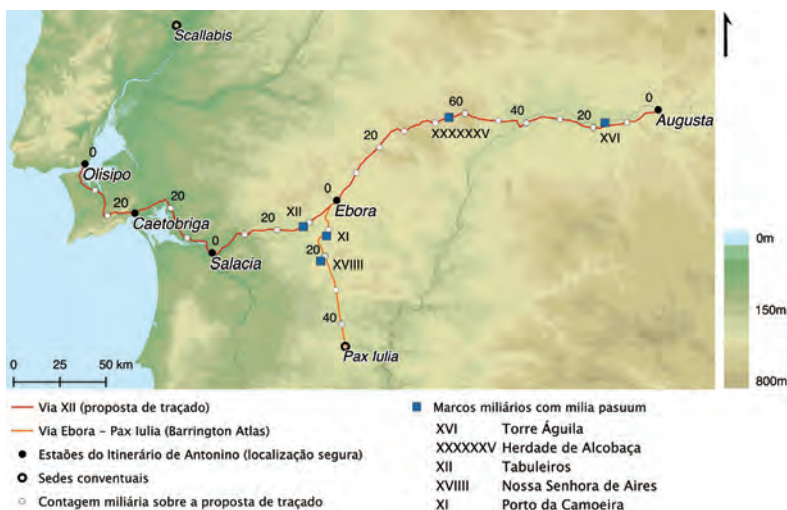 Scallabis
0
Augusta
60
40
20
0
XVI
XXXXXXV
20
0
Olisipo
0
Ebora
20
Caetobriga
20
0
Salacia
20
XII
XI
20
XVIIII
40
Pax Iulia
0m
150m
800m
0 25 50 km
Via XII (proposta de traçado)
Via Ebora – Pax Iulia (Barrington Atlas)
Estaões do Itinerário de Antonino (localização segura)
Sedes conventuais
Contagem miliária sobre a proposta de traçado
Marcos miliários com milia pasuum
XVI Torre Águila
XXXXXXV Herdade de Alcobaça
XII Tabuleiros
XVIIII Nossa Senhora de Aires
XI Porto da Camoeira